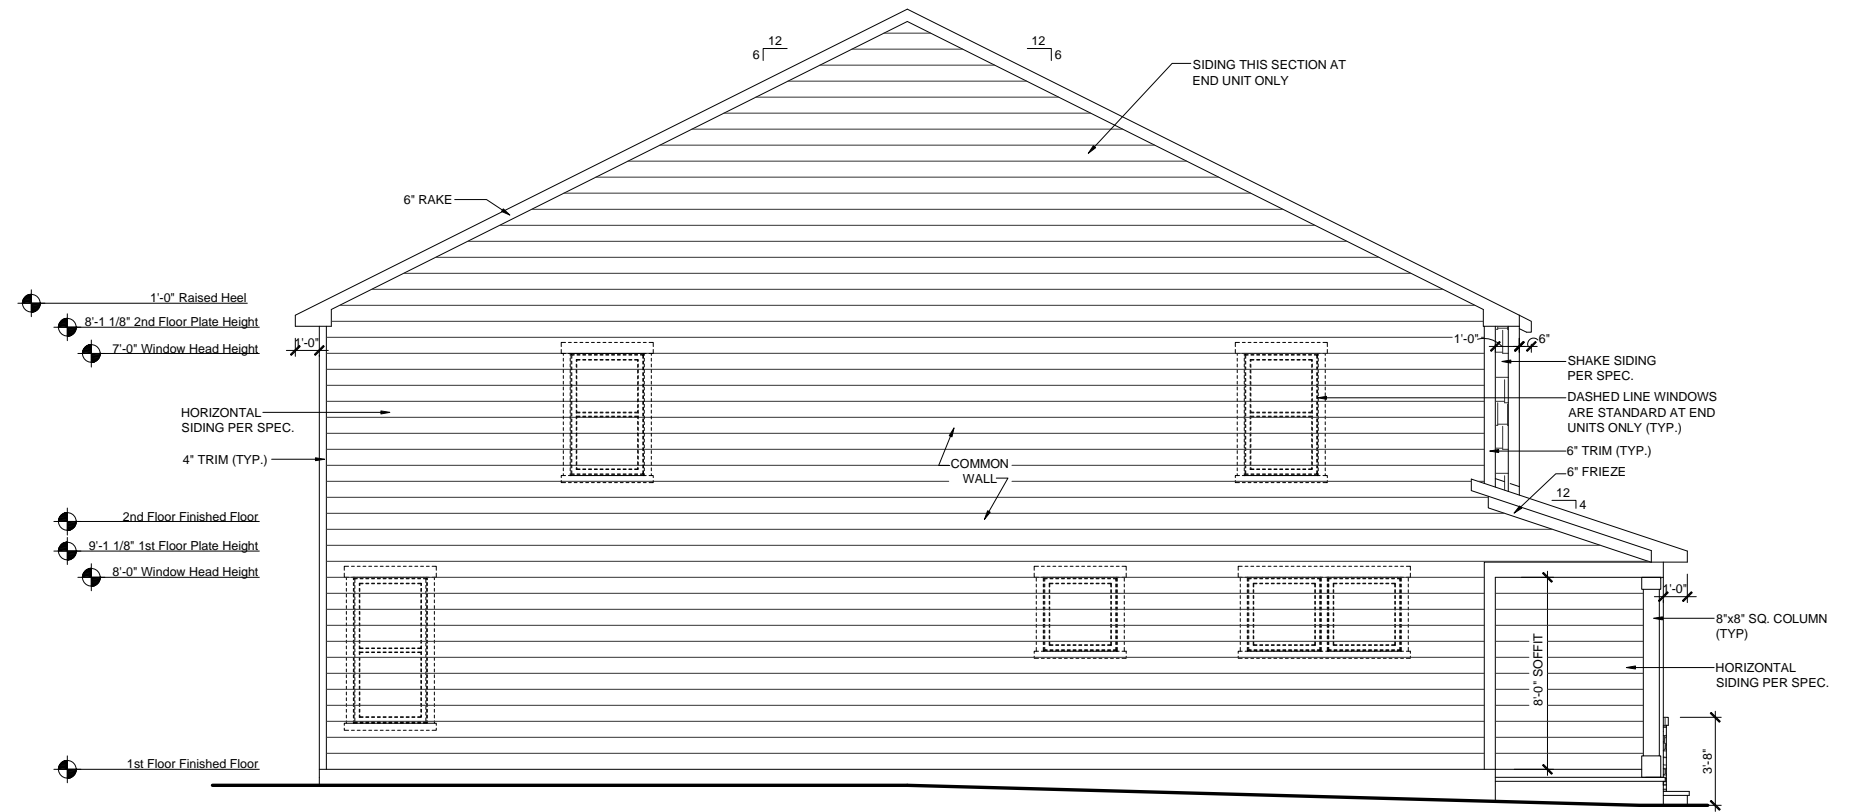 12
6
12
6
SIDING THIS SECTION AT
END UNIT ONLY
6" RAKE
1'-0" Raised Heel
8'-1 1/8" 2nd Floor Plate Height
7'-0" Window Head Height
1'-0"
1'-0"
6"
SHAKE SIDING
PER SPEC.
DASHED LINE WINDOWS
ARE STANDARD AT END
UNITS ONLY (TYP.)
HORIZONTAL
SIDING PER SPEC.
4" TRIM (TYP.)
COMMON
WALL
6" TRIM (TYP.)
6" FRIEZE
12
4
2nd Floor Finished Floor
9'-1 1/8" 1st Floor Plate Height
8'-0" Window Head Height
1'-0"
8"x8" SQ. COLUMN
(TYP)
8'-0" SOFFIT
HORIZONTAL
SIDING PER SPEC.
3'-8"
1st Floor Finished Floor